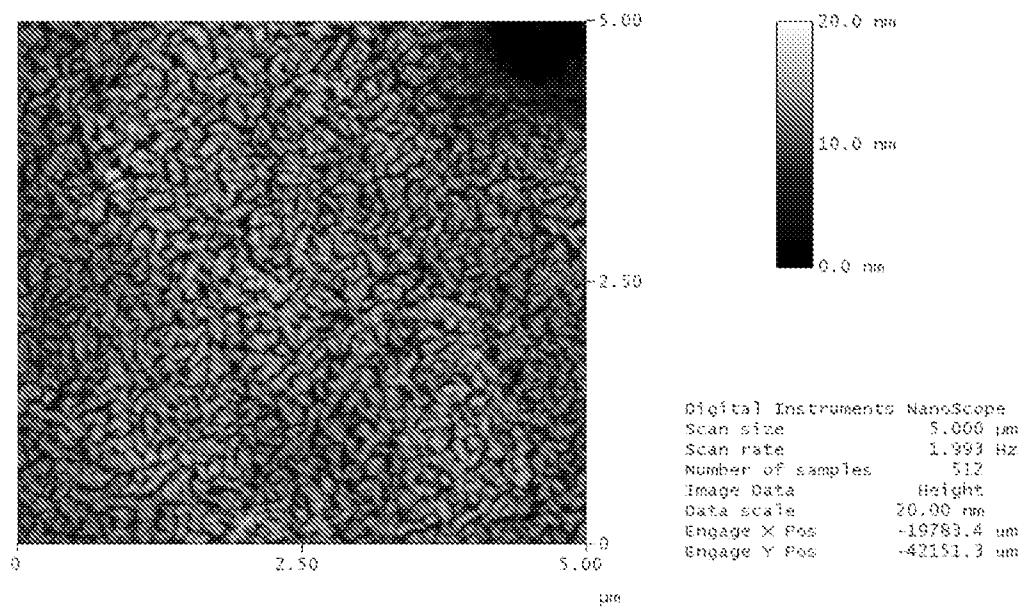 5.00
20.0 nm
10.0 nm
0.0 nm
2.50
0
0 2.50 5.00
µm
Digital Instruments NanoScope
Scan size 5.000 µm
Scan rate 1.993 Hz
Number of samples 512
Image Data Height
Data scale 20.00 nm
Engage X Pos -19783.4 um
Engage Y Pos -42151.3 um